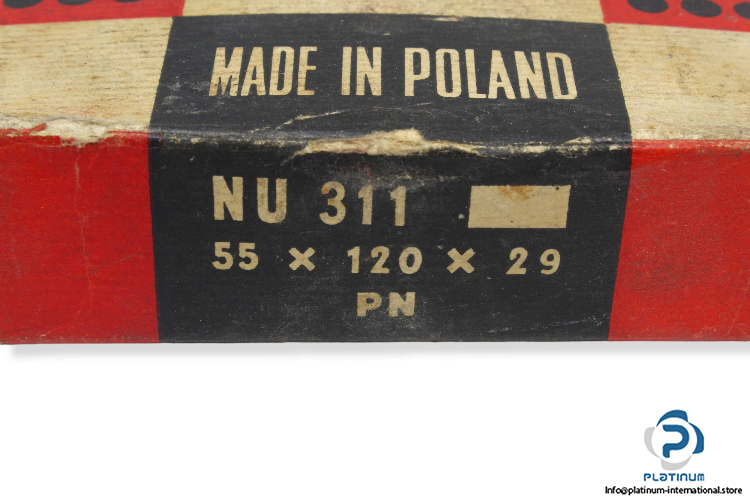 MADE IN POLAND
NU 311
55 × 120 × 29
PN
PLATINUM
Info@platinum-international.store